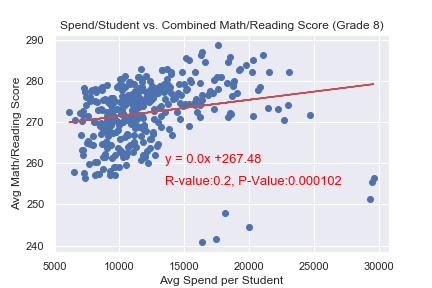 Spend/Student vs. Combined Math/Reading Score (Grade 8)
290
280
270
260
250
240
Avg Math/Reading Score
y = 0.0x +267.48
R-value:0.2, P-Value:0.000102
5000 10000 15000 20000 25000 30000
Avg Spend per Student